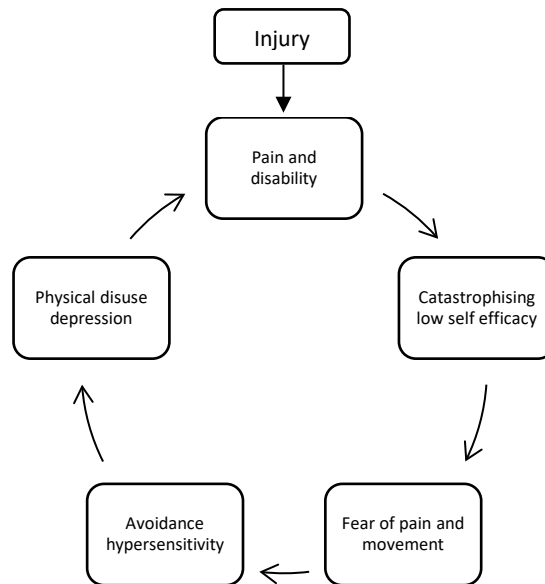 Injury
Pain and
disability
Catastrophising
low self efficacy
Fear of pain and
movement
Avoidance
hypersensitivity
Physical disuse
depression